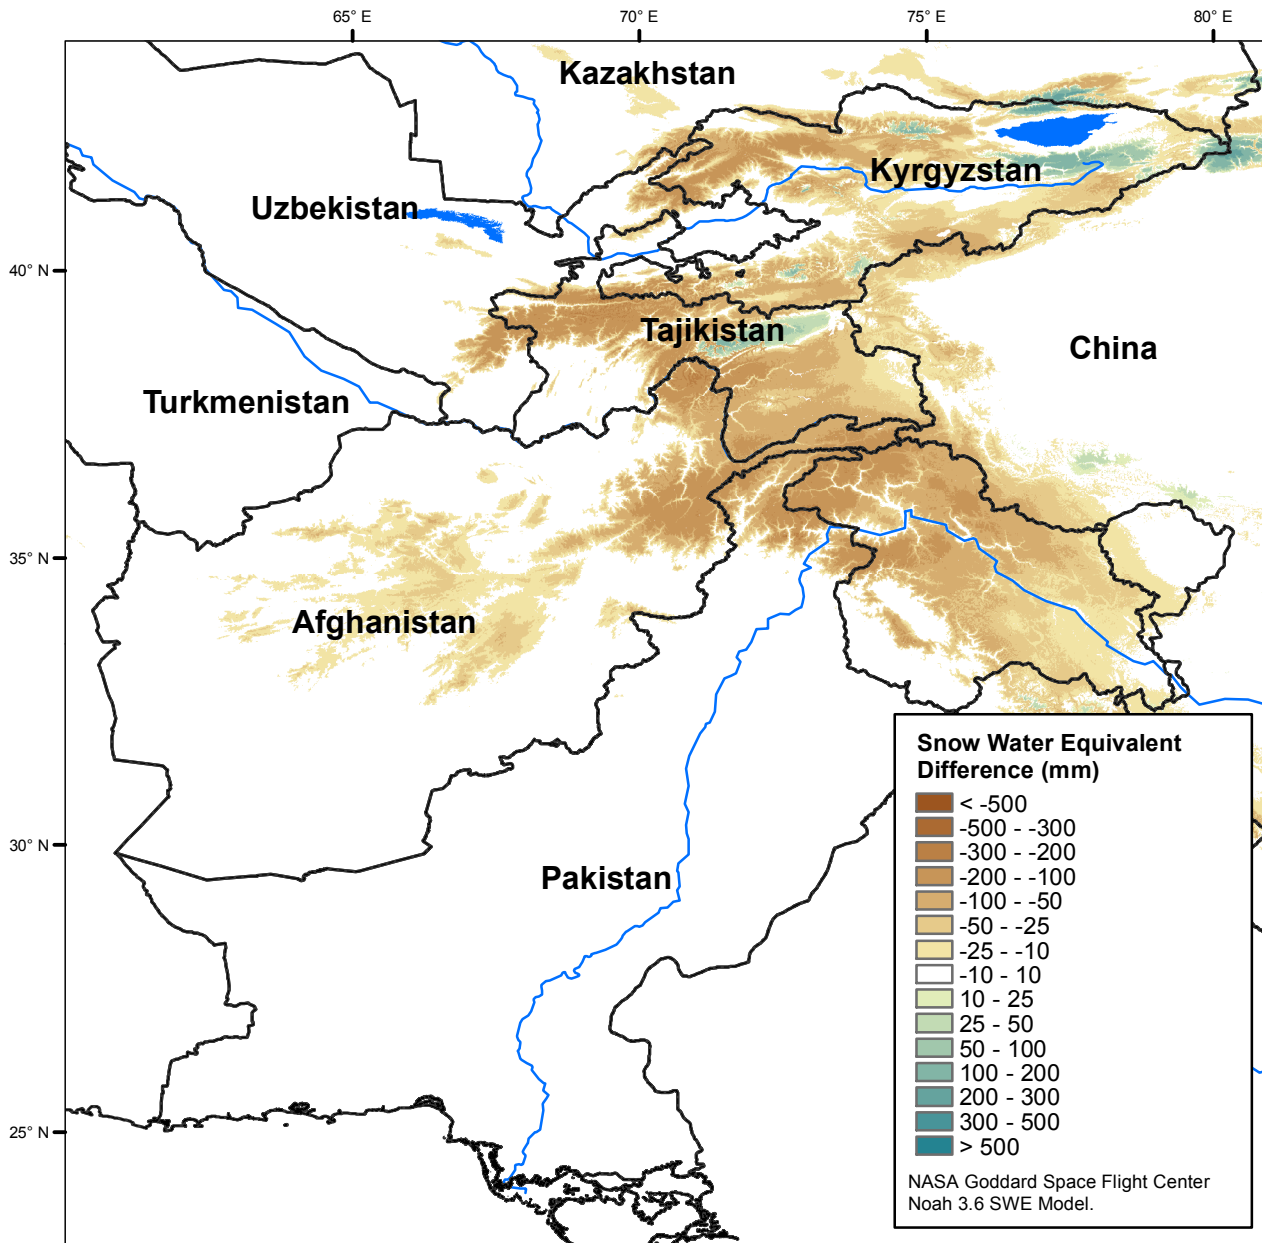 65° E
70° E
75° E
80° E
Kazakhstan
Kyrgyzstan
Uzbekistan
40° N
Tajikistan
China
Turkmenistan
35° N
Afghanistan
Snow Water Equivalent
Difference (mm)
< -500
-500 - -300
-300 - -200
-200 - -100
-100 - -50
-50 - -25
-25 - -10
-10 - 10
10 - 25
25 - 50
50 - 100
100 - 200
200 - 300
300 - 500
> 500
NASA Goddard Space Flight Center
Noah 3.6 SWE Model.
30° N
Pakistan
25° N